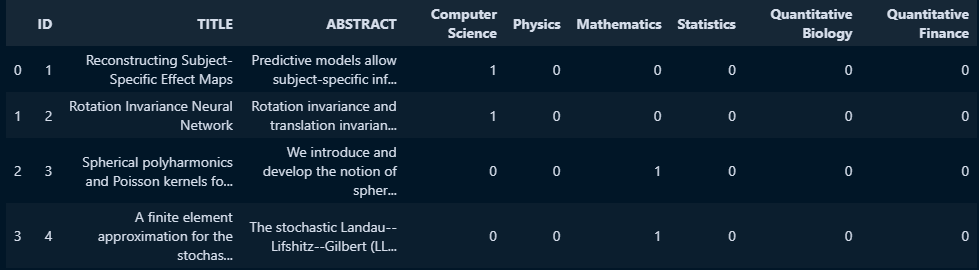 ID TITLE ABSTRACT Computer Science Physics Mathematics Statistics Quantitative Biology Quantitative Finance
0 1 Reconstructing Subject- Predictive models allow
Specific Effect Maps subject-specific inf... 1 0 0 0 0 0
1 2 Rotation Invariance Neural Rotation invariance and
Network translation invarian... 1 0 0 0 0 0
2 3 Spherical polyharmonics We introduce and
and Poisson kernels fo... develop the notion of
spher... 0 0 1 0 0 0
3 4 A finite element
approximation for the The stochastic Landau--
stochas... Lifshitz--Gilbert (LL... 0 0 1 0 0 0